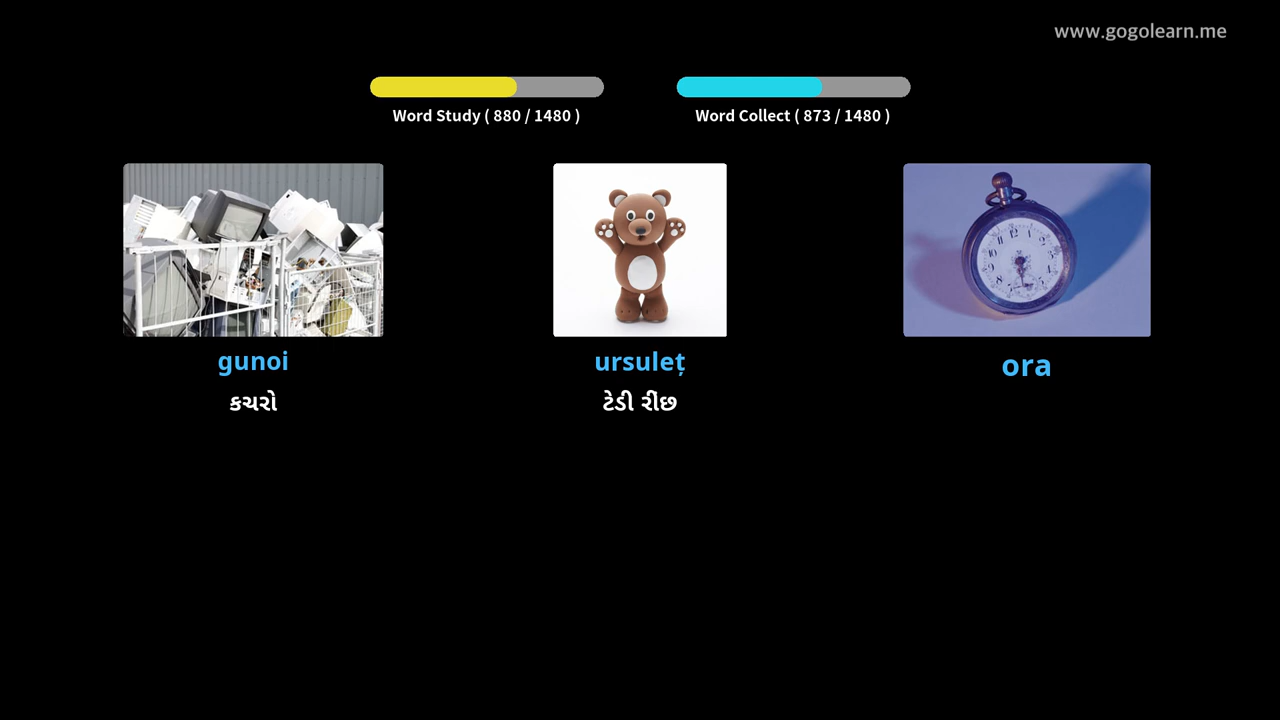 www.gogolearn.me
Word Study ( 880 / 1480 )
Word Collect ( 873 / 1480 )
gunoi
ursuleț
ora
કચરો
ટેડી રીંછ